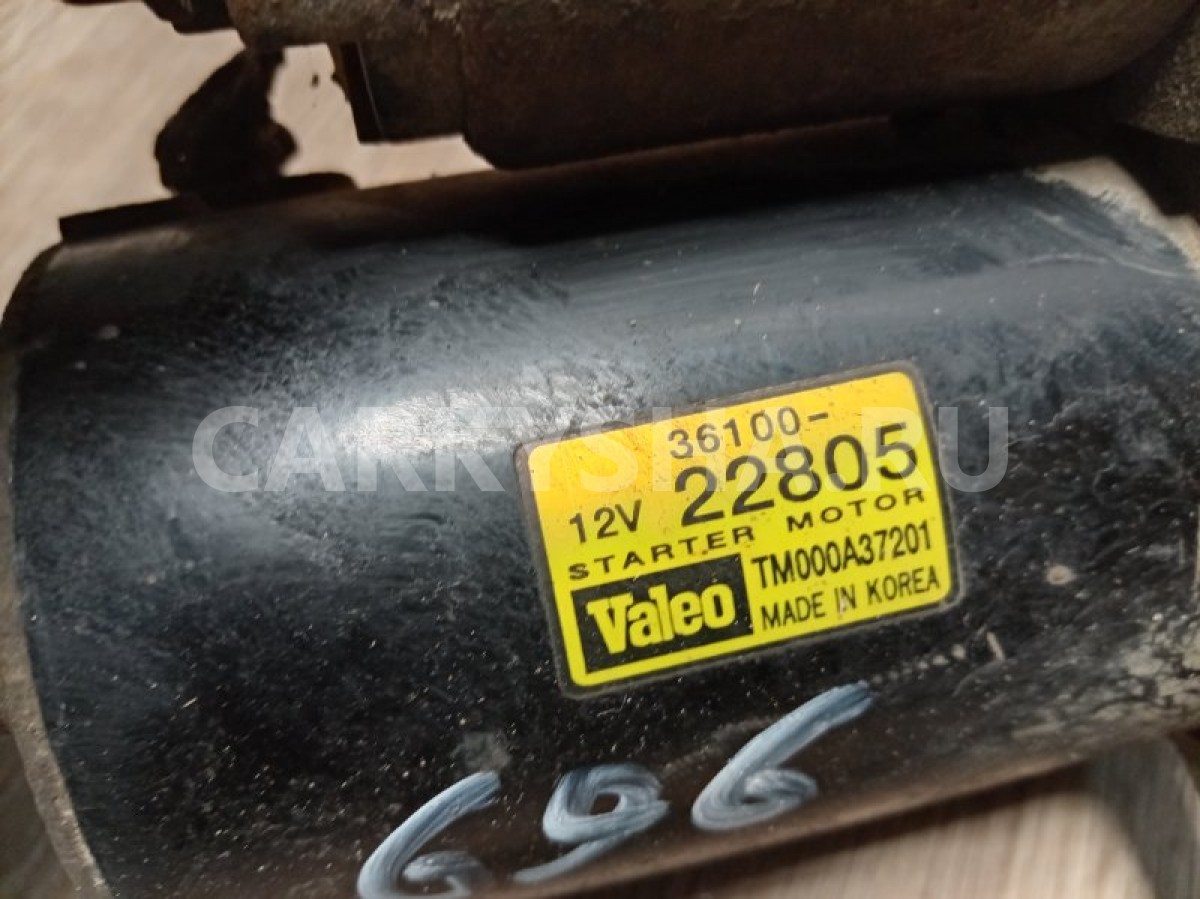 36100-
12V 22805
STARTER MOTOR
Valeo TM000A37201
MADE IN KOREA
696